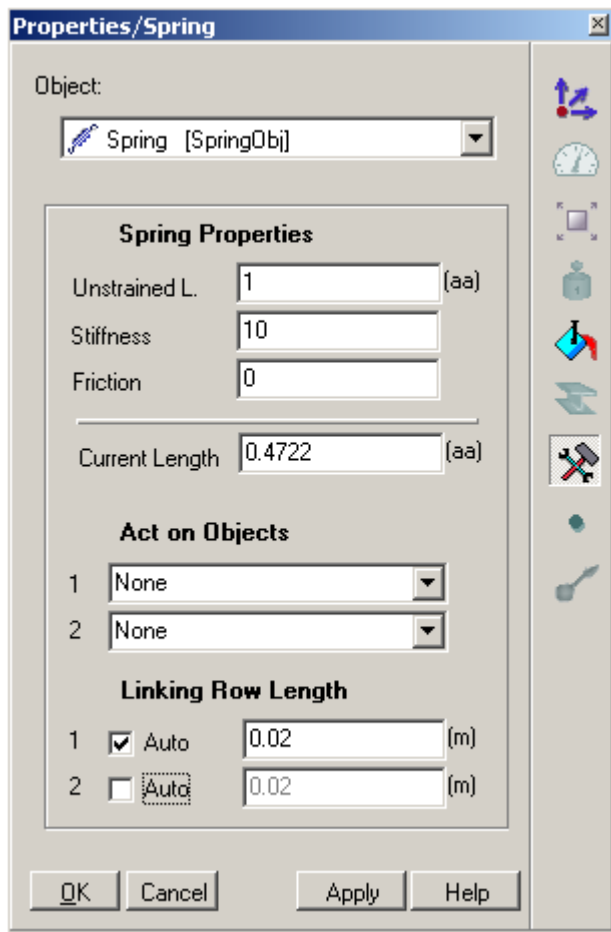 Properties/Spring
Object:
Spring [SpringObj]
Spring Properties
Unstrained L. 1 (aa)
Stiffness 10
Friction 0
Current Length 0.4722 (aa)
Act on Objects
1 None
2 None
Linking Row Length
1 Auto 0.02 (m)
2 Auto 0.02 (m)
OK Cancel Apply Help